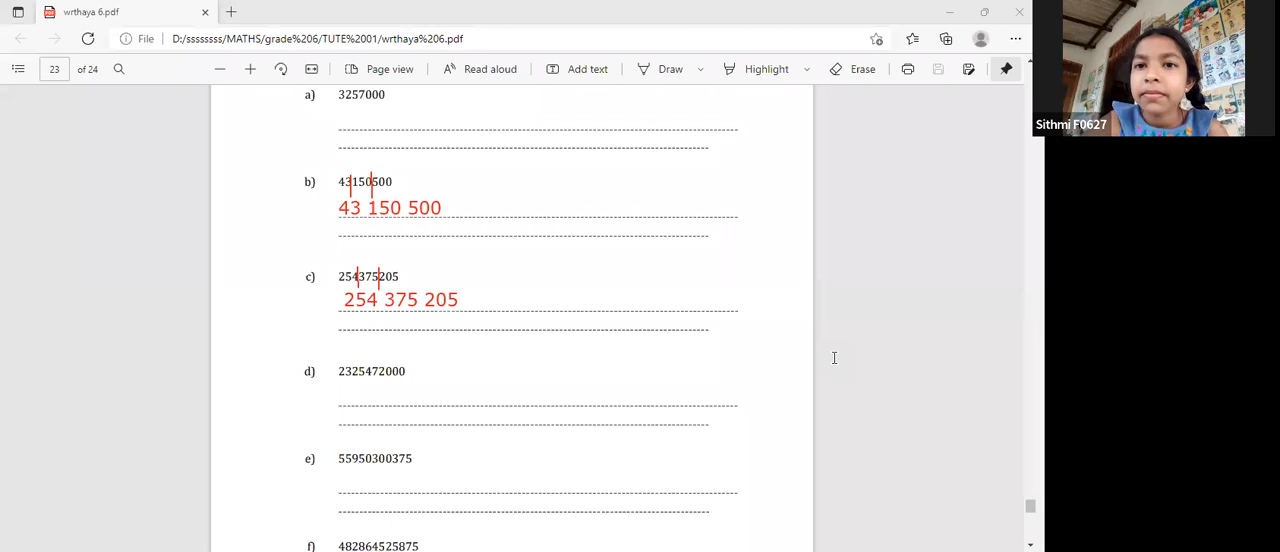 wrthaya 6.pdf
File D:/ssssssss/MATHS/grade%206/TUTE%2001/wrthaya%206.pdf
23 of 24 Page view Read aloud Add text Draw Highlight Erase
Sithmi F0627
a) 3257000
b) 43150500
43 150 500
c) 254375205
254 375 205
d) 2325472000
e) 55950300375
f) 482864525875